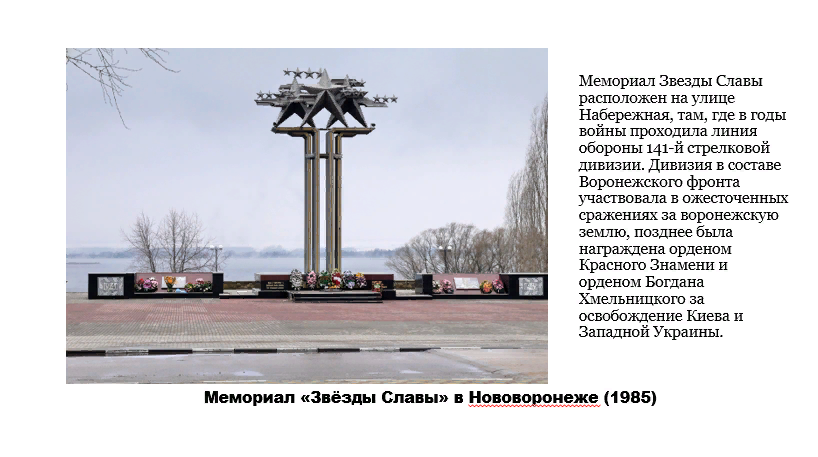 Мемориал Звезды Славы
расположен на улице
Набережная, там, где в годы
войны проходила линия
обороны 141-й стрелковой
дивизии. Дивизия в составе
Воронежского фронта
участвовала в ожесточенных
сражениях за воронежскую
землю, позднее была
награждена орденом
Красного Знамени и
орденом Богдана
Хмельницкого за
освобождение Киева и
Западной Украины.
Мемориал «Звёзды Славы» в Нововоронеже (1985)